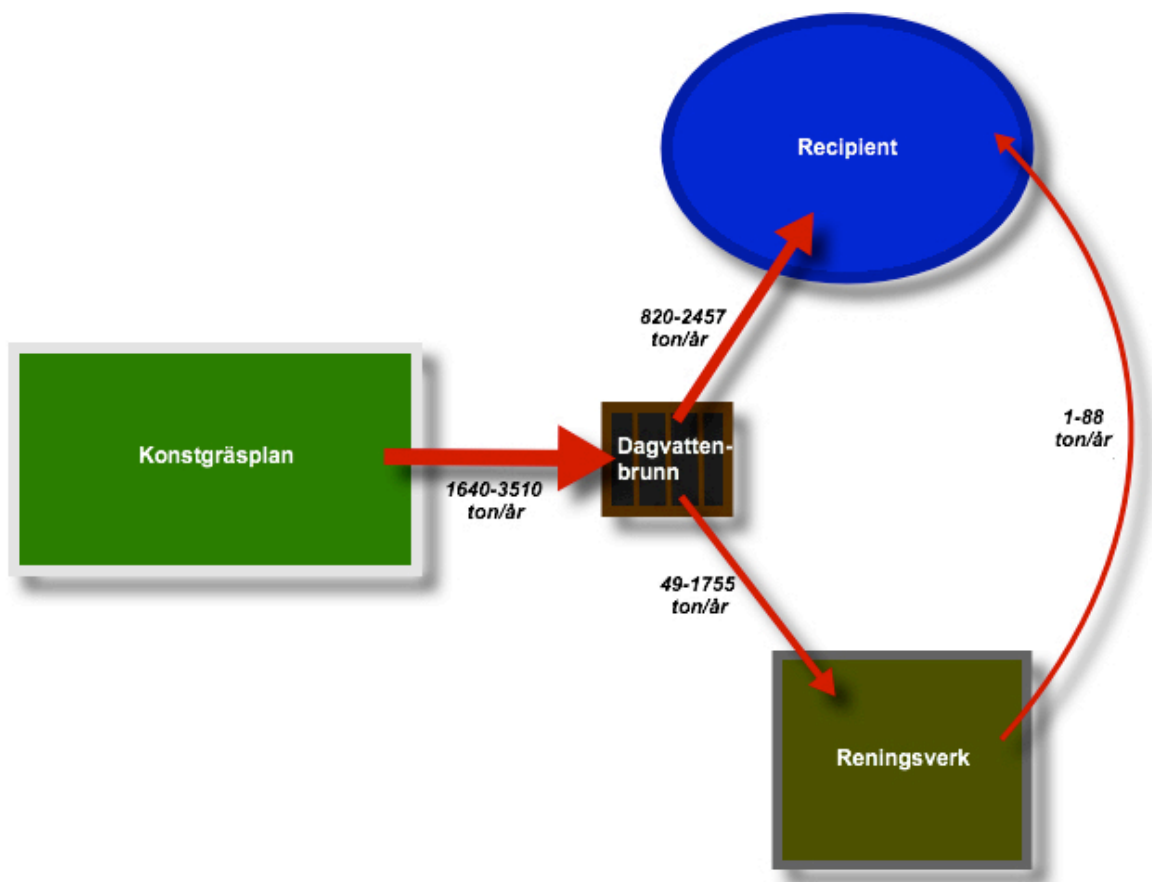 Recipient
820-2457
ton/år
Konstgräsplan
1640-3510
ton/år
Dagvatten-
brunn
1-88
ton/år
49-1755
ton/år
Reningsverk